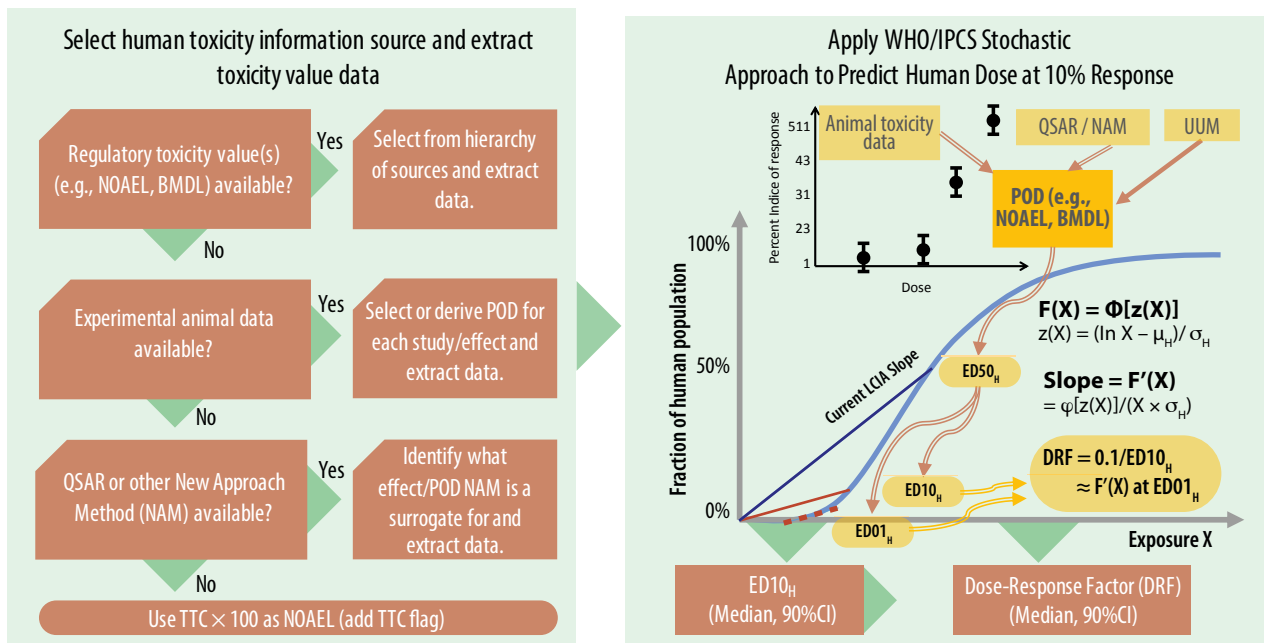 Select human toxicity information source and extract
toxicity value data
Regulatory toxicity value(s)
(e.g., NOAEL, BMDL) available?
Yes
Select from hierarchy
of sources and extract
data.
No
Experimental animal data
available?
Yes
Select or derive POD for
each study/effect and
extract data.
No
QSAR or other New Approach
Method (NAM) available?
Yes
Identify what
effect/POD NAM is a
surrogate for and
extract data.
No
Use TTC × 100 as NOAEL (add TTC flag)
Apply WHO/IPCS Stochastic
Approach to Predict Human Dose at 10% Response
Percent Indice of response
511
43
31
23
1
Dose
Animal toxicity
data
QSAR / NAM
UUM
POD (e.g.,
NOAEL, BMDL)
Fraction of human population
100%
50%
0%
Current LCIA Slope
ED50H
ED10H
ED01H
F(X) = Φ[z(X)]
z(X) = (ln X – μH)/ σH
Slope = F’(X)
= φ[z(X)]/(X × σH)
DRF = 0.1/ED10H
≈ F’(X) at ED01H
Exposure X
ED10H
(Median, 90%CI)
Dose-Response Factor (DRF)
(Median, 90%CI)